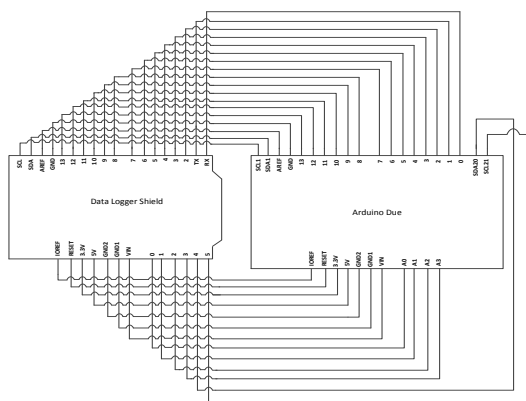 SCL SDA AREF GND 13 12 11 10 9 8 7 6 5 4 3 2 TX RX
SCL1 SDA1 AREF GND 13 12 11 10 9 8 7 6 5 4 3 2 1 0 SDA20 SCL21
Data Logger Shield
Arduino Due
IOREF RESET 3.3V 5V GND2 GND1 VIN 0 1 2 3 4 5
IOREF RESET 3.3V 5V GND2 GND1 VIN A0 A1 A2 A3